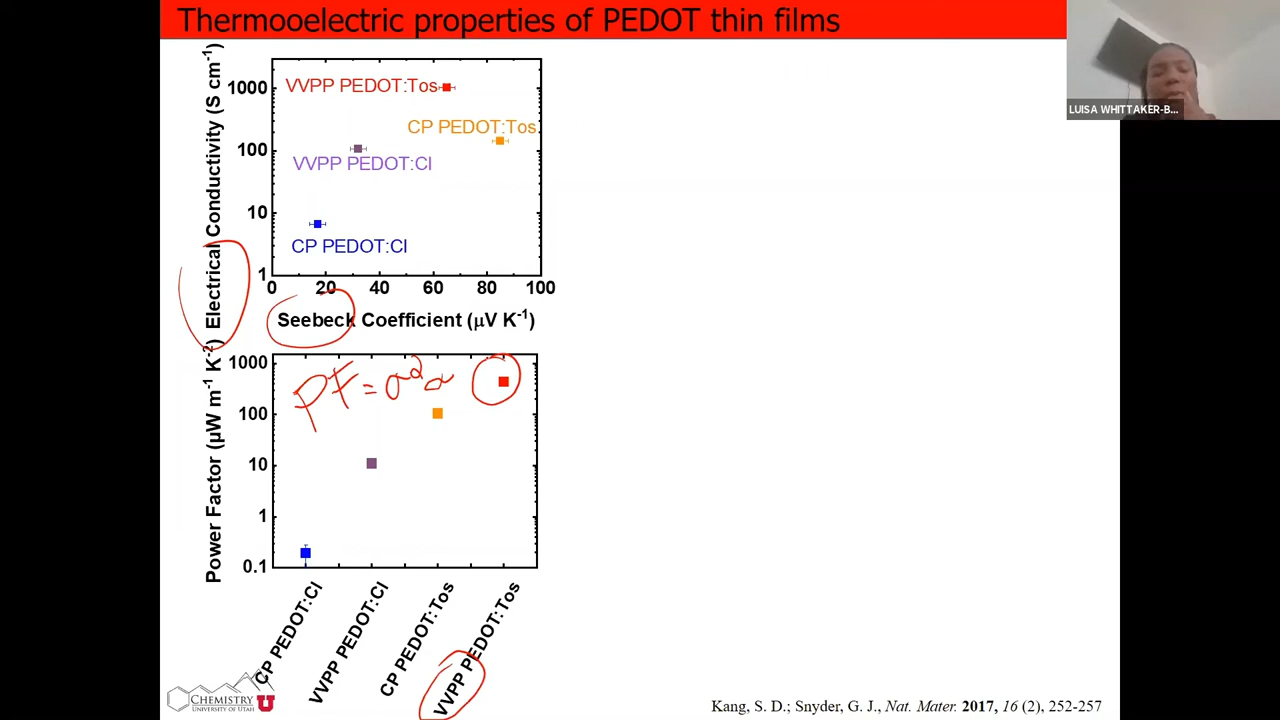 Thermooelectric properties of PEDOT thin films
LUISA WHITTAKER-B...
Electrical Conductivity (S cm-1)
1000
100
10
1
VVPP PEDOT:Tos
CP PEDOT:Tos
VVPP PEDOT:Cl
CP PEDOT:Cl
0 20 40 60 80 100
Seebeck Coefficient (μV K-1)
Power Factor (μW m-1 K-2)
1000
100
10
1
0.1
PF = σ²α
CP PEDOT:Cl
VVPP PEDOT:Cl
CP PEDOT:Tos
VVPP PEDOT:Tos
CHEMISTRY
UNIVERSITY OF UTAH
U
Kang, S. D.; Snyder, G. J., Nat. Mater. 2017, 16 (2), 252-257